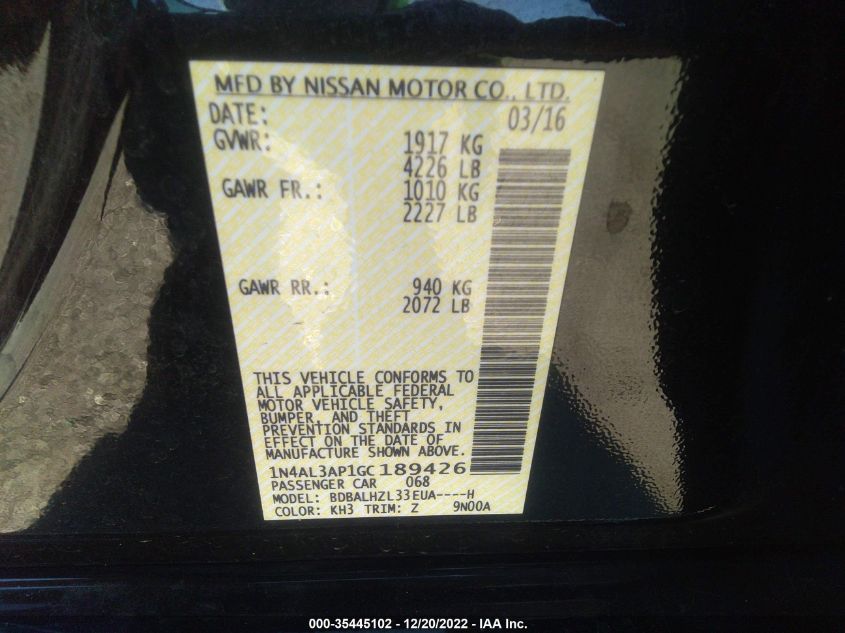 MFD BY NISSAN MOTOR CO., LTD.
DATE: 03/16
GVWR: 1917 KG
4226 LB
GAWR FR.: 1010 KG
2227 LB
GAWR RR.: 940 KG
2072 LB
THIS VEHICLE CONFORMS TO
ALL APPLICABLE FEDERAL
MOTOR VEHICLE SAFETY,
BUMPER, AND THEFT
PREVENTION STANDARDS IN
EFFECT ON THE DATE OF
MANUFACTURE SHOWN ABOVE.
1N4AL3AP1GC189426
PASSENGER CAR 068
MODEL: BDBALHZL33EUA----H
COLOR: KH3 TRIM: Z 9N00A
000-35445102 - 12/20/2022 - IAA Inc.